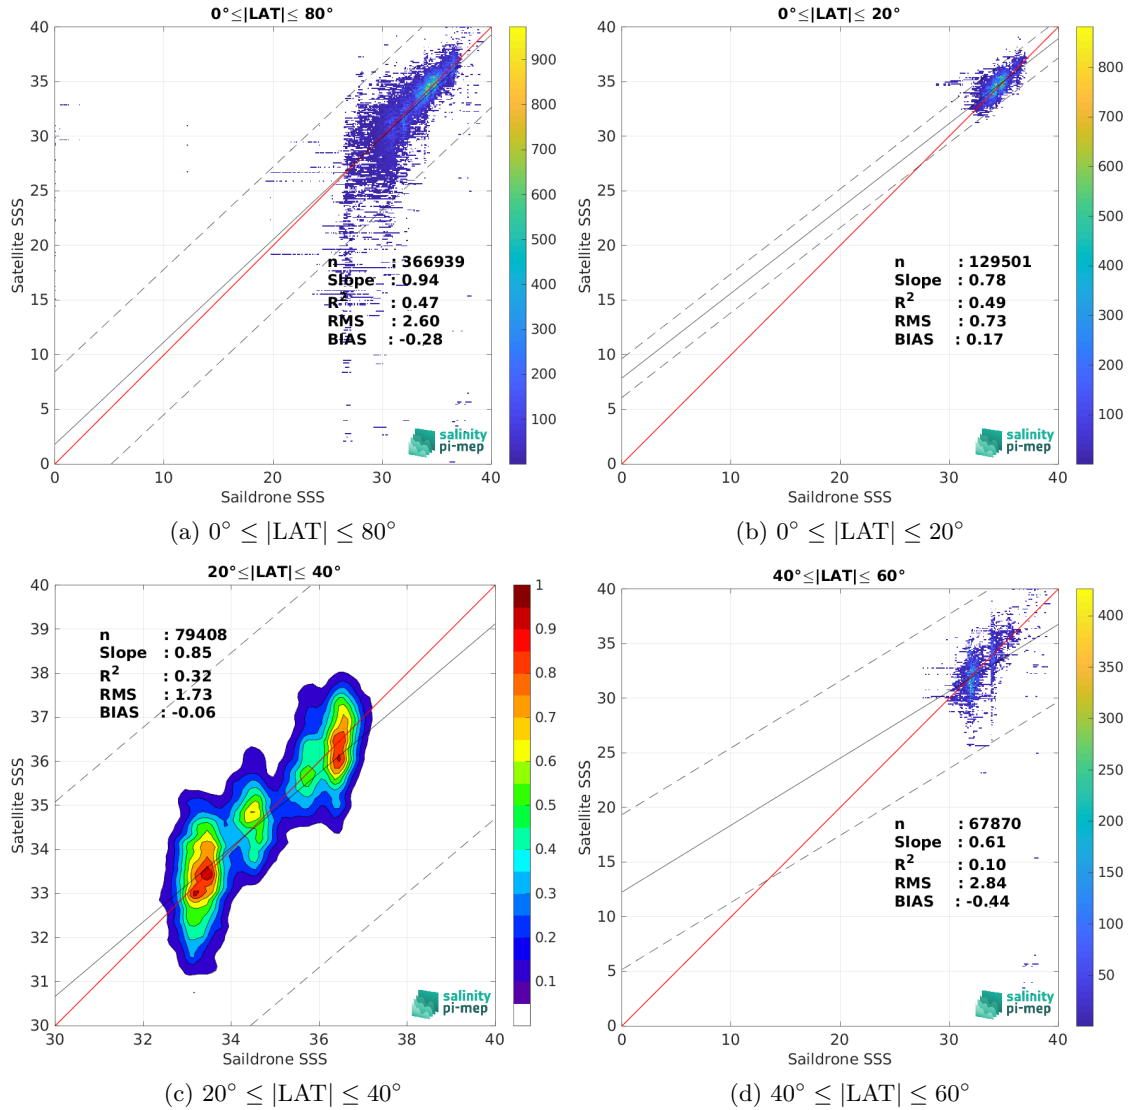 0°≤|LAT|≤ 80°
40
35
30
25
20
15
10
5
0
Satellite SSS
n : 366939
Slope : 0.94
R² : 0.47
RMS : 2.60
BIAS : -0.28
salinity
pi-mep
0 10 20 30 40
Saildrone SSS
900
800
700
600
500
400
300
200
100
(a) 0° ≤ |LAT| ≤ 80°
0°≤|LAT|≤ 20°
40
35
30
25
20
15
10
5
0
Satellite SSS
n : 129501
Slope : 0.78
R² : 0.49
RMS : 0.73
BIAS : 0.17
salinity
pi-mep
0 10 20 30 40
Saildrone SSS
800
700
600
500
400
300
200
100
(b) 0° ≤ |LAT| ≤ 20°
20°≤|LAT|≤ 40°
40
39
38
37
36
35
34
33
32
31
30
Satellite SSS
n : 79408
Slope : 0.85
R² : 0.32
RMS : 1.73
BIAS : -0.06
salinity
pi-mep
30 32 34 36 38 40
Saildrone SSS
1
0.9
0.8
0.7
0.6
0.5
0.4
0.3
0.2
0.1
(c) 20° ≤ |LAT| ≤ 40°
40°≤|LAT|≤ 60°
40
35
30
25
20
15
10
5
0
Satellite SSS
n : 67870
Slope : 0.61
R² : 0.10
RMS : 2.84
BIAS : -0.44
salinity
pi-mep
0 10 20 30 40
Saildrone SSS
400
350
300
250
200
150
100
50
(d) 40° ≤ |LAT| ≤ 60°